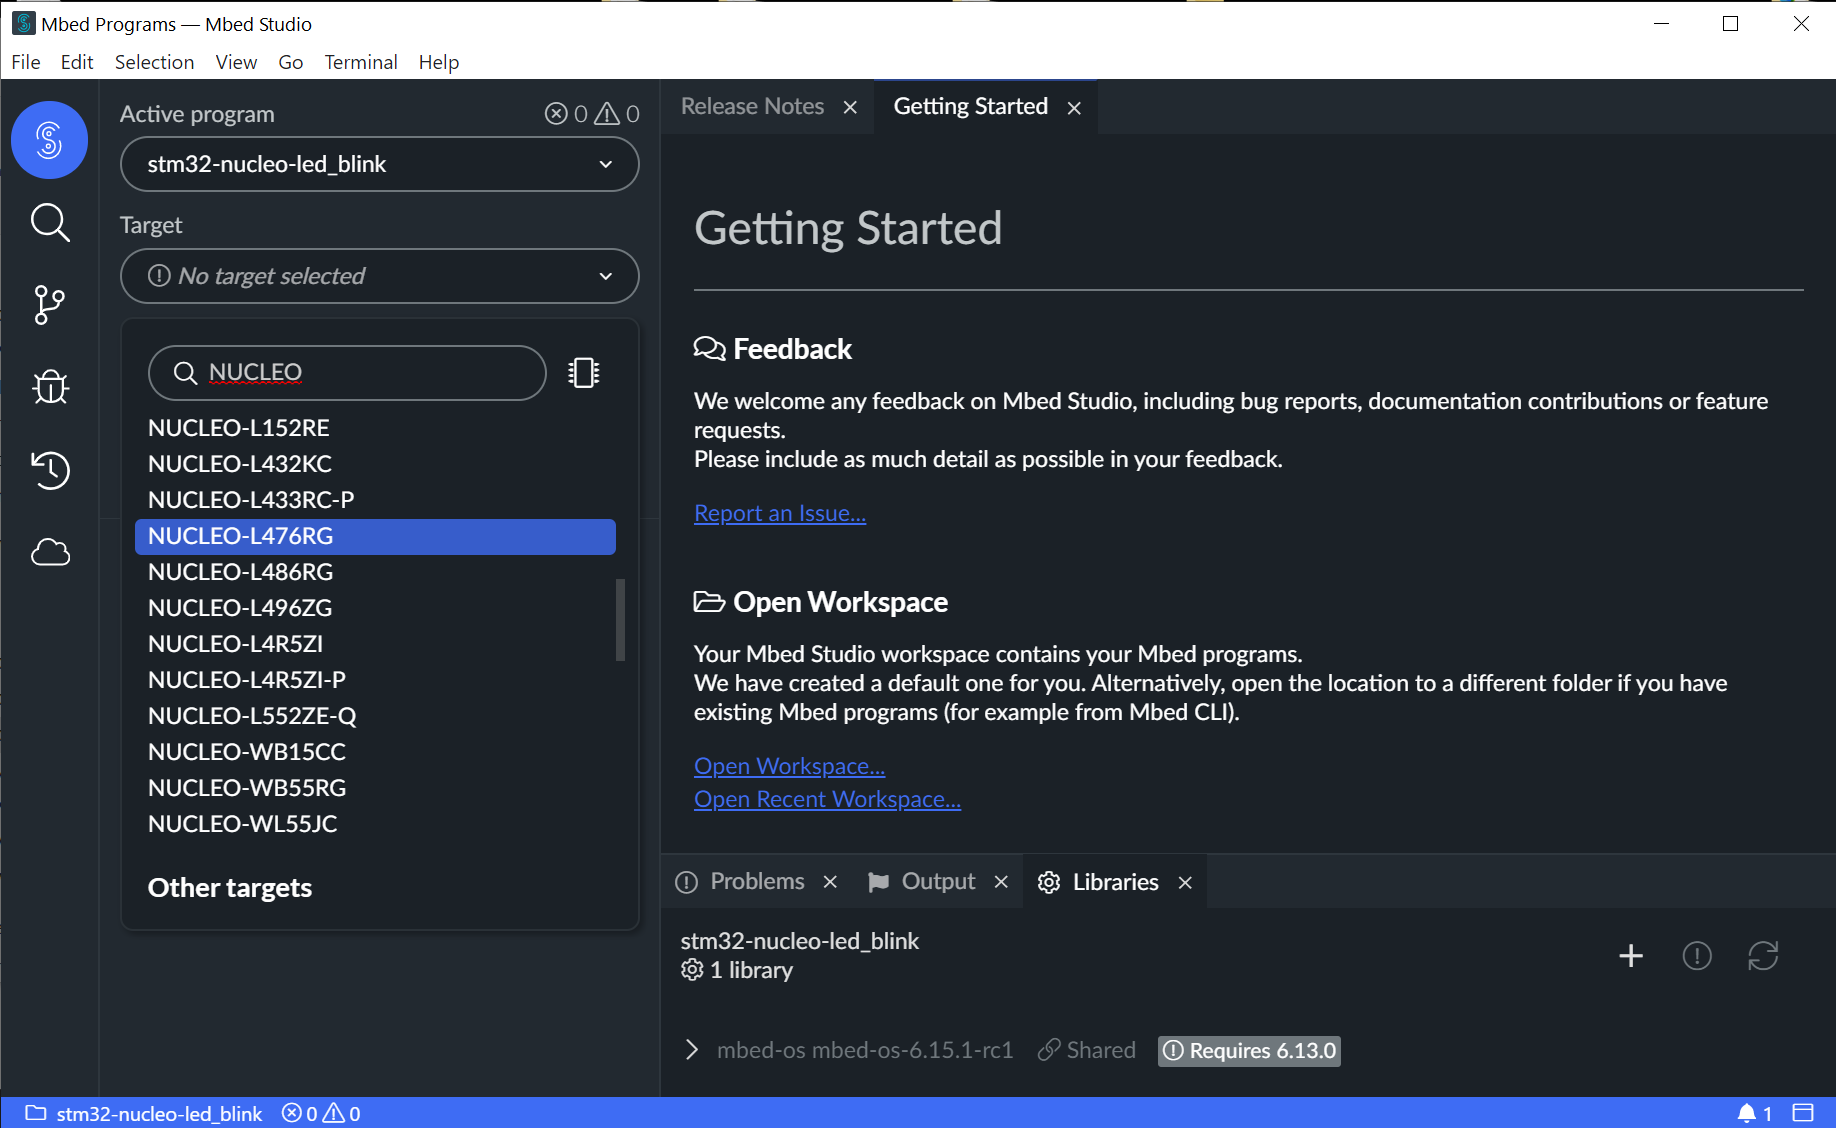 Mbed Programs — Mbed Studio
File Edit Selection View Go Terminal Help
Active program 0 0
stm32-nucleo-led_blink
Target
No target selected
NUCLEO
NUCLEO-L152RE
NUCLEO-L432KC
NUCLEO-L433RC-P
NUCLEO-L476RG
NUCLEO-L486RG
NUCLEO-L496ZG
NUCLEO-L4R5ZI
NUCLEO-L4R5ZI-P
NUCLEO-L552ZE-Q
NUCLEO-WB15CC
NUCLEO-WB55RG
NUCLEO-WL55JC
Other targets
Release Notes Getting Started
Getting Started
Feedback
We welcome any feedback on Mbed Studio, including bug reports, documentation contributions or feature
requests.
Please include as much detail as possible in your feedback.
Report an Issue...
Open Workspace
Your Mbed Studio workspace contains your Mbed programs.
We have created a default one for you. Alternatively, open the location to a different folder if you have
existing Mbed programs (for example from Mbed CLI).
Open Workspace...
Open Recent Workspace...
Problems Output Libraries
stm32-nucleo-led_blink
1 library
mbed-os mbed-os-6.15.1-rc1 Shared Requires 6.13.0
stm32-nucleo-led_blink 0 0 1